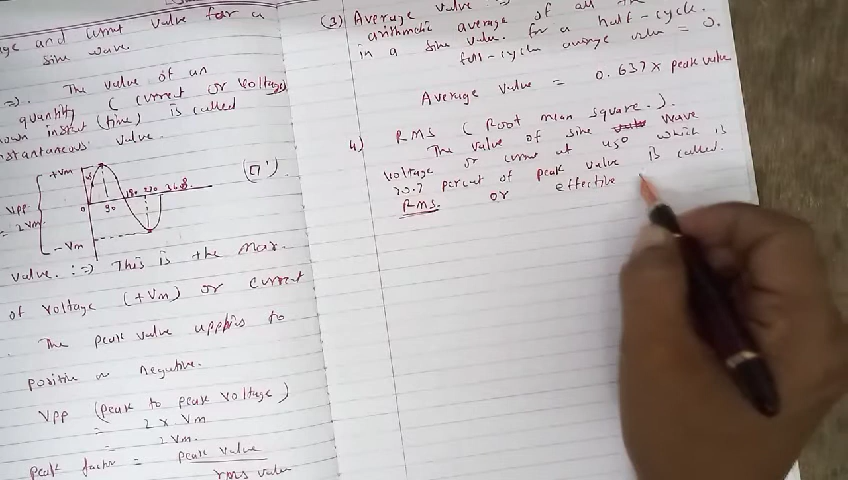 ge and
value for a
sine wave
=). The value of an
quantity ( current or voltage)
nown instant (time) is called
stantaneous value.
+Vm
VPP
= 2Vm
0 90 180 270 360
-Vm
value. :=) This is the max.
of voltage (+Vm) or current
The peak value applies to
positive or negative.
VPP (peak to peak voltage)
= 2 x Vm
= 2Vm.
peak factor = peak value
rms value
(3) Average value
arithmetic average of all
in a sine value. for a half-cycle.
full-cycle average value = 0.
Average value = 0.637 x peak value
4) RMS ( Root mean square.).
The value of sine wave
voltage or current at 45° which is
70.7 percent of peak value is called.
RMS. or effective